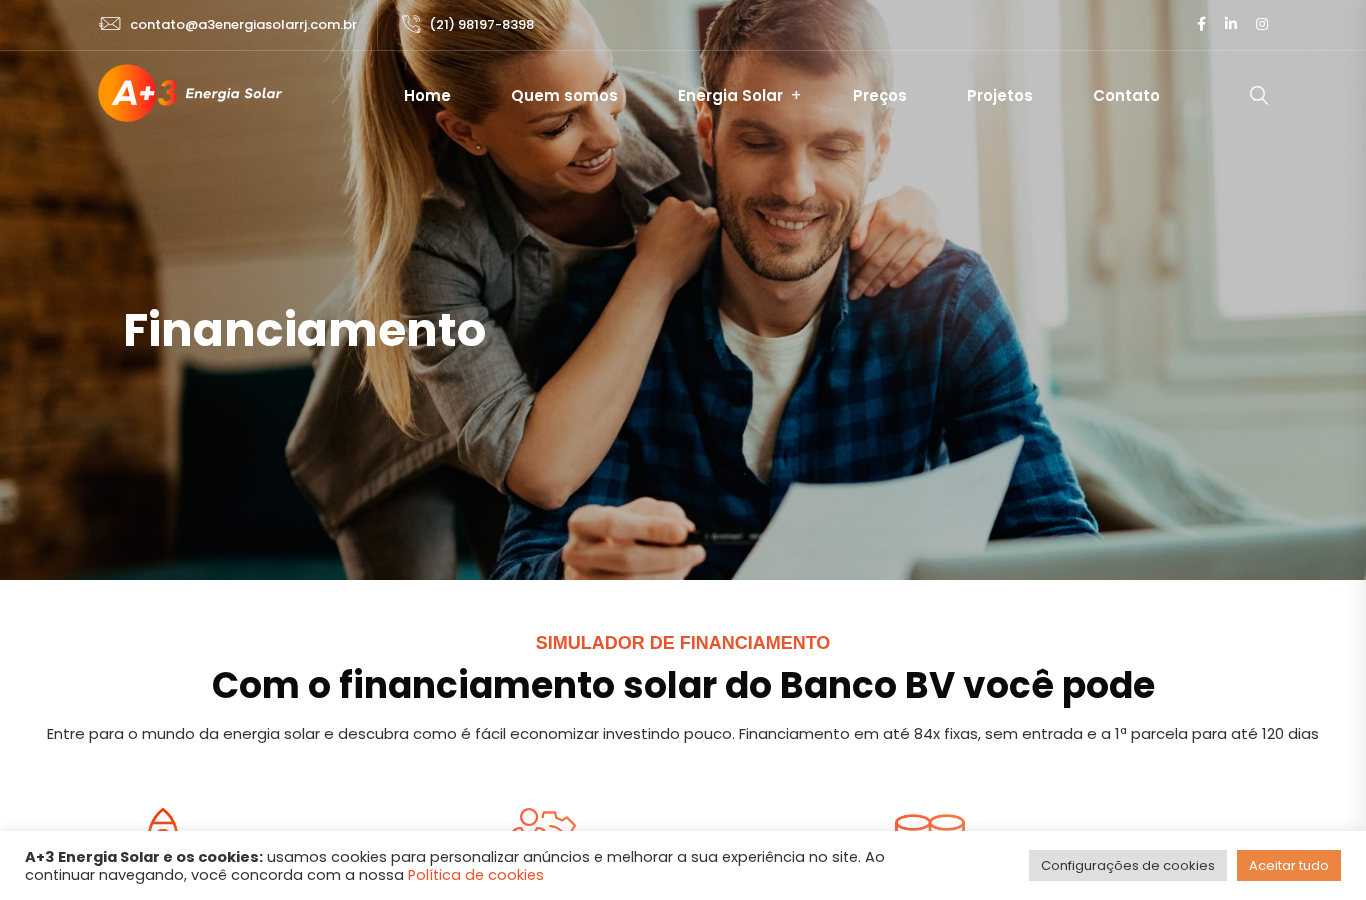 contato@a3energiasolarrj.com.br
(21) 98197-8398
A+3 Energia Solar
Home
Quem somos
Energia Solar +
Preços
Projetos
Contato
Financiamento
SIMULADOR DE FINANCIAMENTO
Com o financiamento solar do Banco BV você pode
Entre para o mundo da energia solar e descubra como é fácil economizar investindo pouco. Financiamento em até 84x fixas, sem entrada e a 1ª parcela para até 120 dias
A+3 Energia Solar e os cookies: usamos cookies para personalizar anúncios e melhorar a sua experiência no site. Ao
continuar navegando, você concorda com a nossa Política de cookies
Configurações de cookies
Aceitar tudo